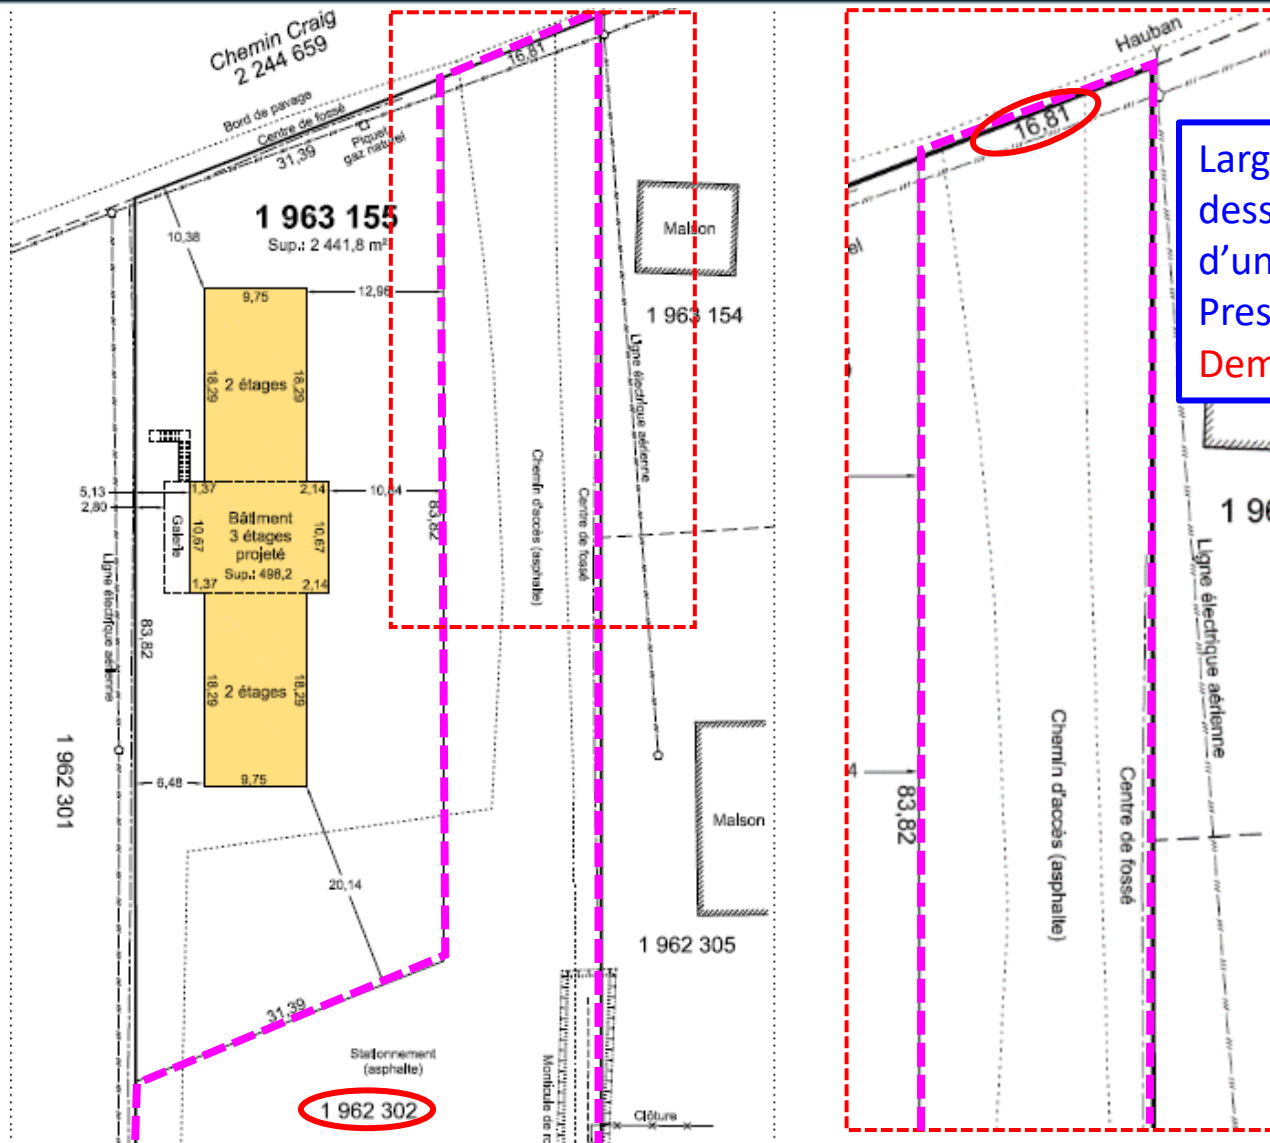 Chemin Craig
2 244 659
Bord de pavage
Centre de fossé
31,39
Piquet
gaz naturel
16,81
1 963 155
Sup.: 2 441,8 m²
10,38
9,75
12,96
Maison
1 963 154
18,29
2 étages
18,29
Ligne électrique aérienne
Chemin d'accès (asphalte)
Centre de fossé
5,13
2,80
1,37
2,14
10,64
83,82
Galerie
10,67
Bâtiment
3 étages
projeté
Sup.: 498,2
10,67
1,37
2,14
Ligne électrique aérienne
83,82
18,29
2 étages
18,29
1 962 301
6,48
9,75
Maison
20,14
1 962 305
31,39
Stationnement
(asphalte)
1 962 302
Monticule de
Clôture
Hauban
16,81
el
Larg
dess
d'un
Pres
Dem
1 96
4
83,82
Ligne électrique aérienne
Chemin d'accès (asphalte)
Centre de fossé